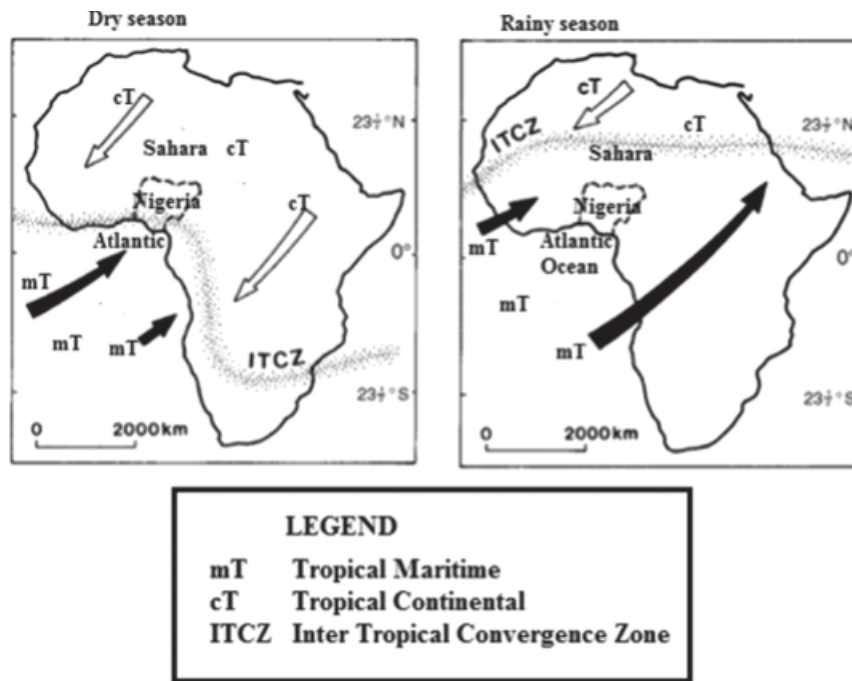 Dry season
cT
23½°N
Sahara cT
Nigeria
cT
Atlantic
0°
mT
mT
mT
ITCZ
23½°S
0 2000km
Rainy season
cT
ITCZ
cT
23½°N
Sahara
Nigeria
mT
Atlantic
Ocean
0°
mT
mT
23½°S
0 2000km
LEGEND
mT Tropical Maritime
cT Tropical Continental
ITCZ Inter Tropical Convergence Zone